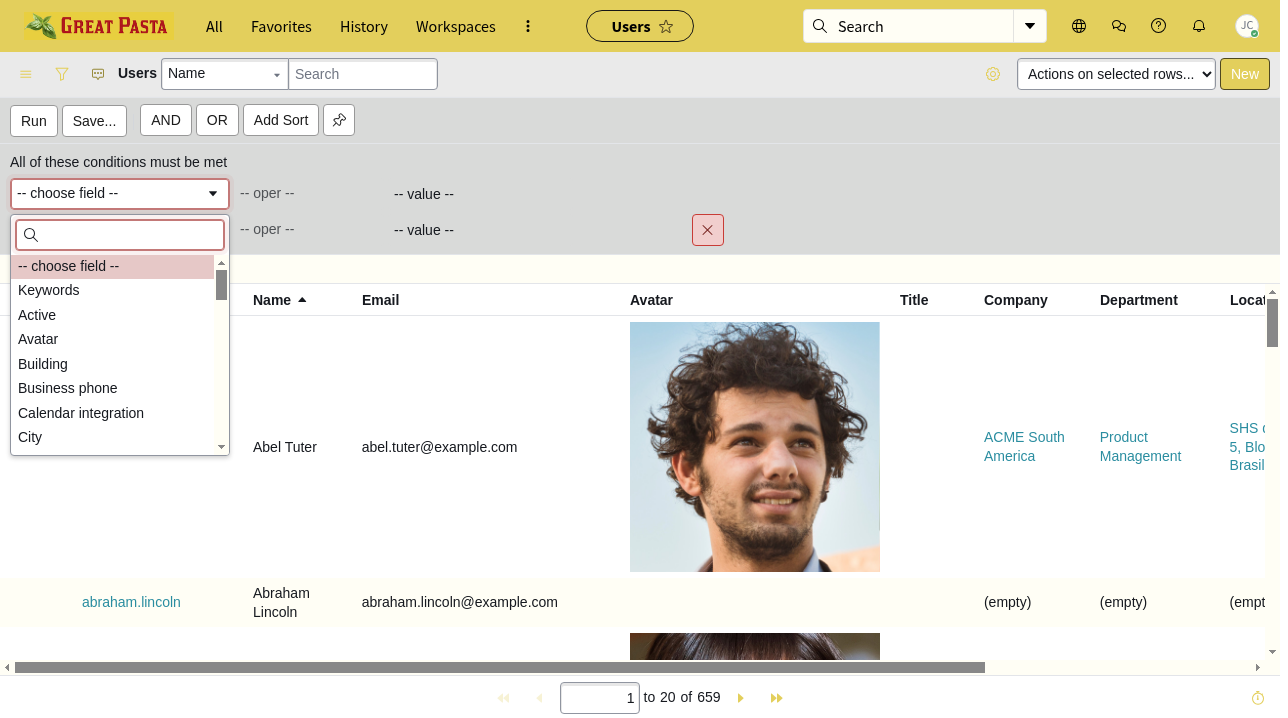 GREAT PASTA All Favorites History Workspaces Users Search JC
Users Name Search Actions on selected rows... New
Run Save... AND OR Add Sort
All of these conditions must be met
-- choose field -- -- oper -- -- value --
-- oper -- -- value --
-- choose field --
Keywords
Active
Avatar
Building
Business phone
Calendar integration
City
Name Email Avatar Title Company Department Locat
Abel Tuter abel.tuter@example.com ACME South America Product Management SHS 5, Blo Brasil
abraham.lincoln Abraham Lincoln abraham.lincoln@example.com (empty) (empty) (empt
1 to 20 of 659